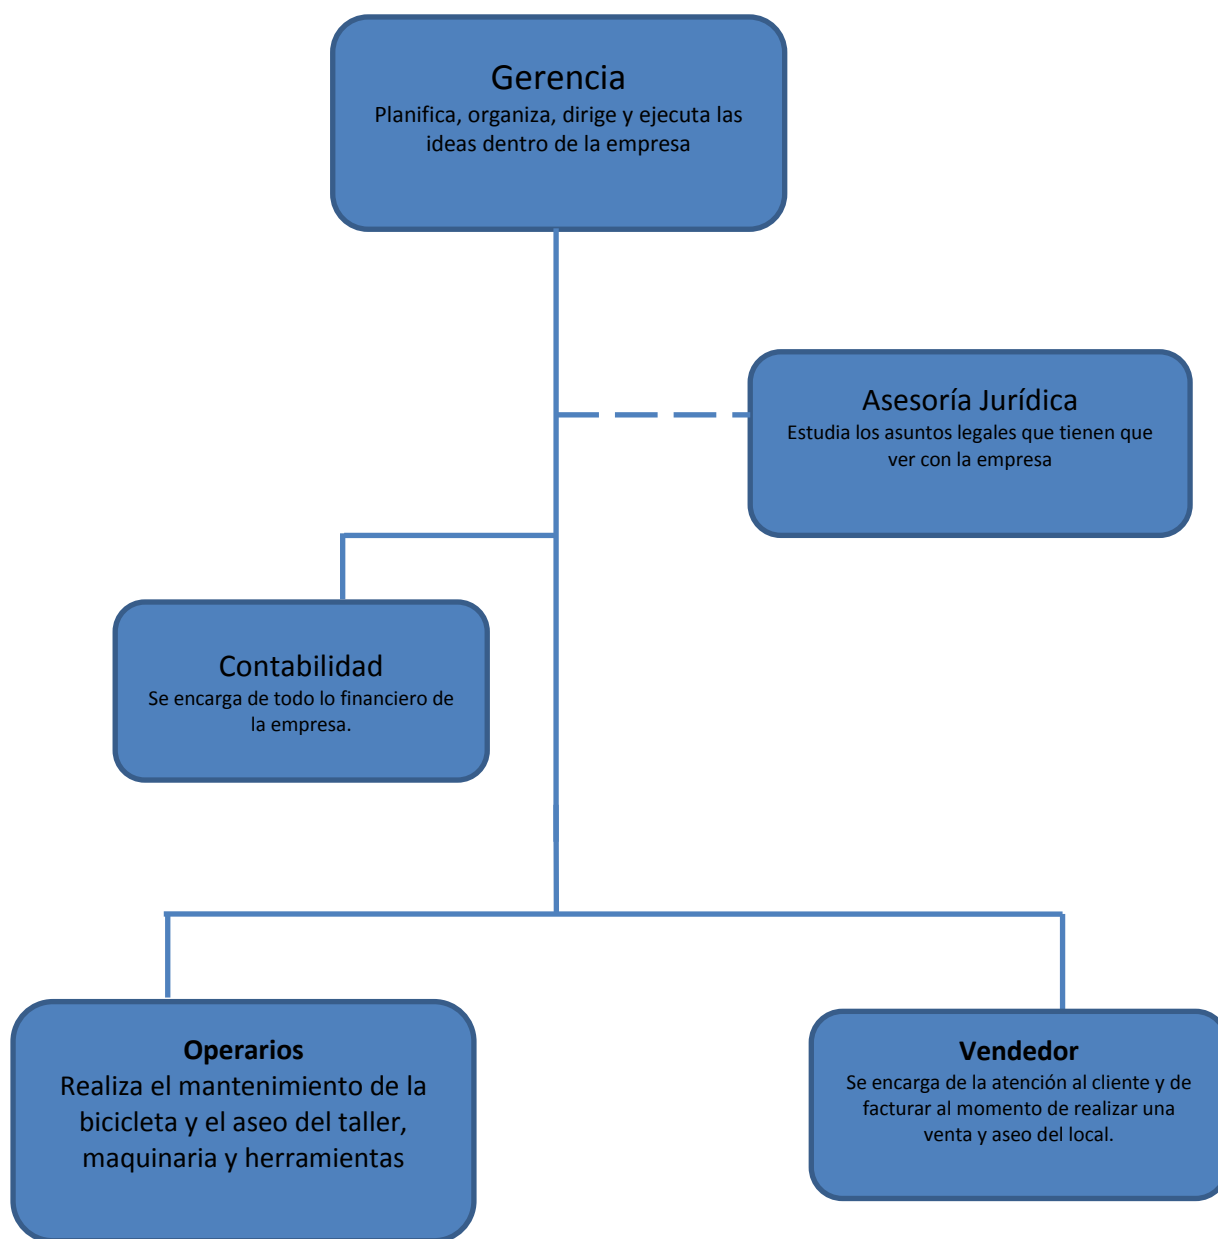 Gerencia
Planifica, organiza, dirige y ejecuta las
ideas dentro de la empresa
Asesoría Jurídica
Estudia los asuntos legales que tienen que
ver con la empresa
Contabilidad
Se encarga de todo lo financiero de
la empresa.
Operarios
Realiza el mantenimiento de la
bicicleta y el aseo del taller,
maquinaria y herramientas
Vendedor
Se encarga de la atención al cliente y de
facturar al momento de realizar una
venta y aseo del local.